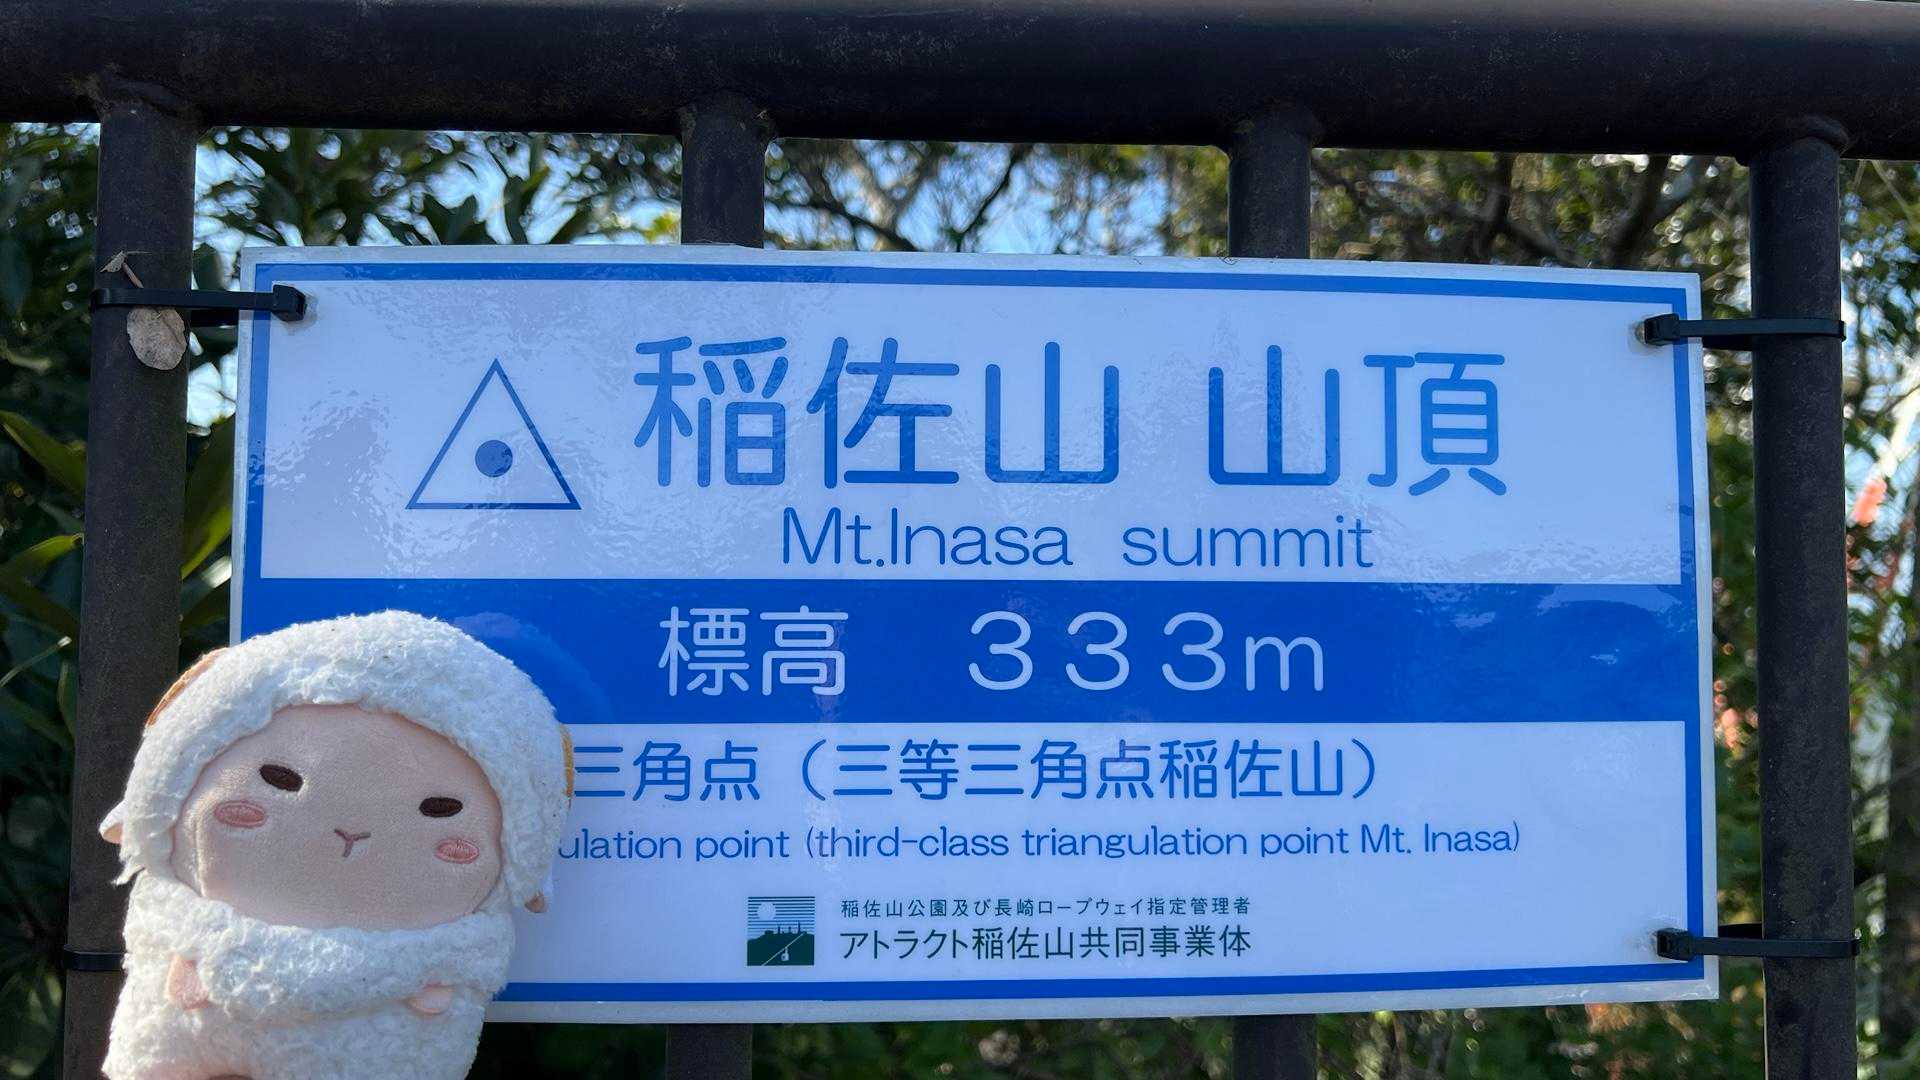 稲佐山 山頂
Mt.Inasa summit
標高 333m
三角点（三等三角点稲佐山）
point (third-class triangulation point Mt. Inasa)
稲佐山公園及び長崎ロープウェイ指定管理者
アトラクト稲佐山共同事業体